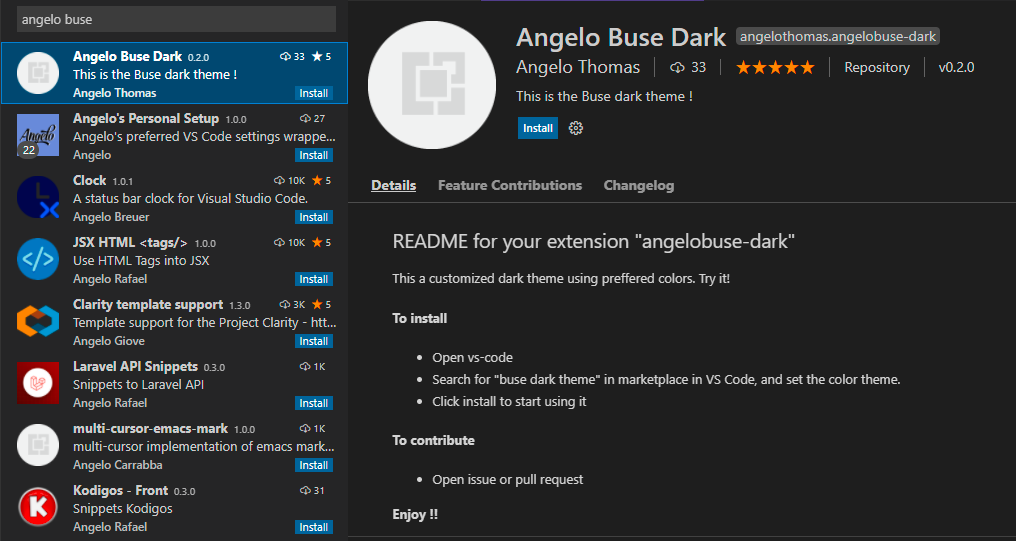 angelo buse
Angelo Buse Dark 0.2.0 33 5
This is the Buse dark theme !
Angelo Thomas Install
Angelo
22
Angelo's Personal Setup 1.0.0 27
Angelo's preferred VS Code settings wrappe...
Angelo Install
Clock 1.0.1 10K 5
A status bar clock for Visual Studio Code.
Angelo Breuer Install
JSX HTML <tags/> 1.0.0 10K 5
Use HTML Tags into JSX
Angelo Rafael Install
Clarity template support 1.3.0 3K 5
Template support for the Project Clarity - htt...
Angelo Giove Install
Laravel API Snippets 0.3.0 1K
Snippets to Laravel API
Angelo Rafael Install
multi-cursor-emacs-mark 1.0.0 1K
multi-cursor implementation of emacs mark...
Angelo Carrabba Install
K
Kodigos - Front 0.3.0 31
Snippets Kodigos
Angelo Rafael Install
Angelo Buse Dark angelothomas.angelobuse-dark
Angelo Thomas 33 Repository v0.2.0
This is the Buse dark theme !
Install
Details Feature Contributions Changelog
README for your extension "angelobuse-dark"
This a customized dark theme using preffered colors. Try it!
To install
• Open vs-code
• Search for "buse dark theme" in marketplace in VS Code, and set the color theme.
• Click install to start using it
To contribute
• Open issue or pull request
Enjoy !!